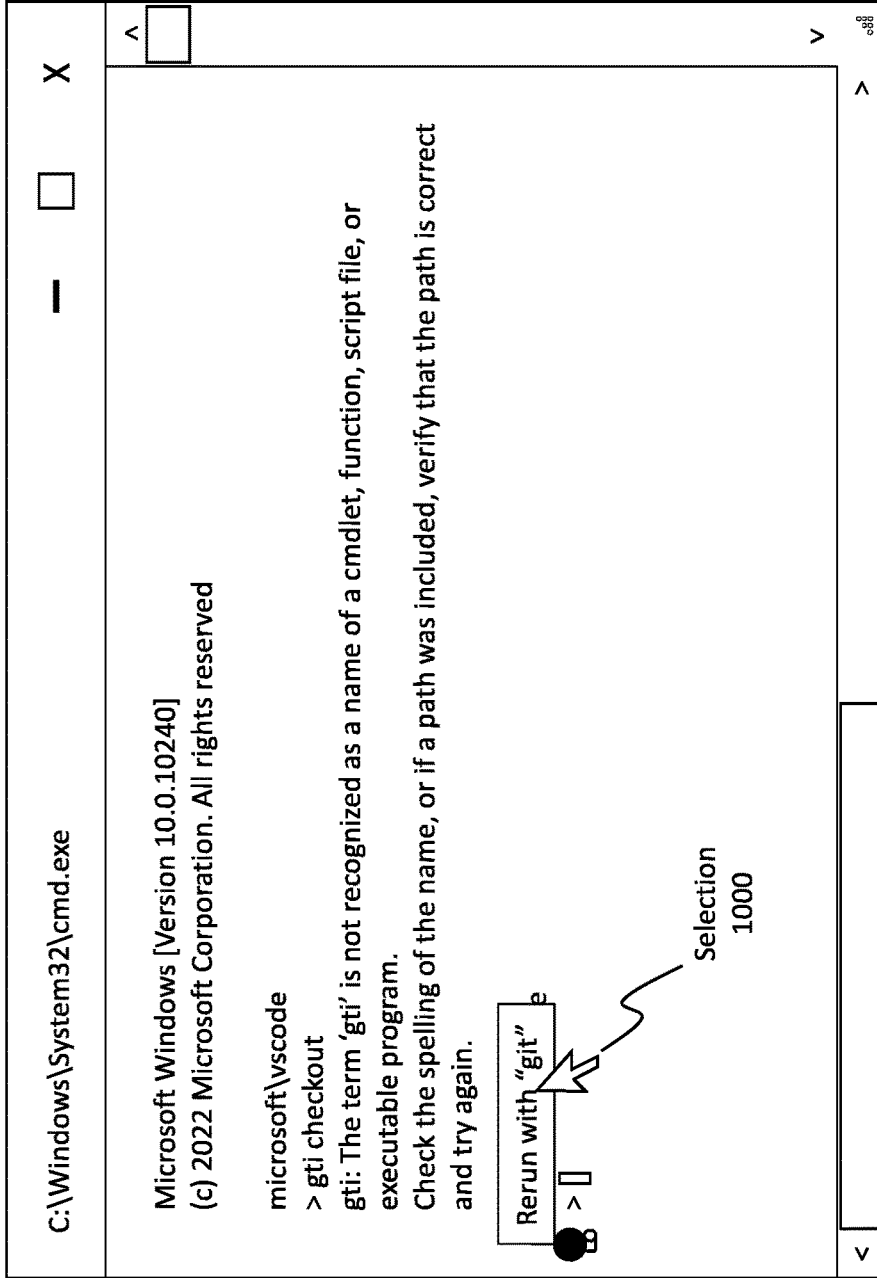 C:\Windows\System32\cmd.exe
X
Microsoft Windows [Version 10.0.10240]
(c) 2022 Microsoft Corporation. All rights reserved
microsoft\vscode
> gti checkout
gti: The term ‘gti’ is not recognized as a name of a cmdlet, function, script file, or
executable program.
Check the spelling of the name, or if a path was included, verify that the path is correct
and try again.
Rerun with “git”
e
>
Selection
1000